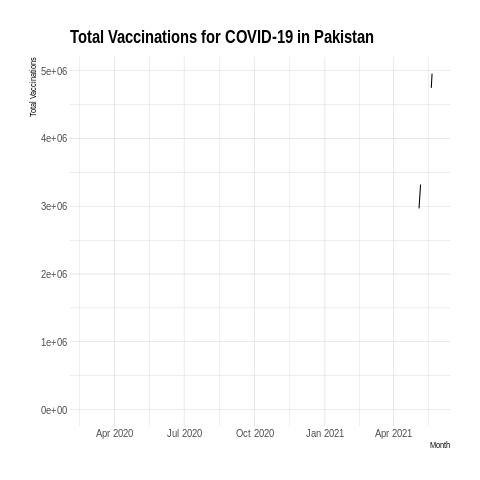 Total Vaccinations for COVID-19 in Pakistan
Total Vaccinations
5e+06
4e+06
3e+06
2e+06
1e+06
0e+00
Apr 2020 Jul 2020 Oct 2020 Jan 2021 Apr 2021
Month